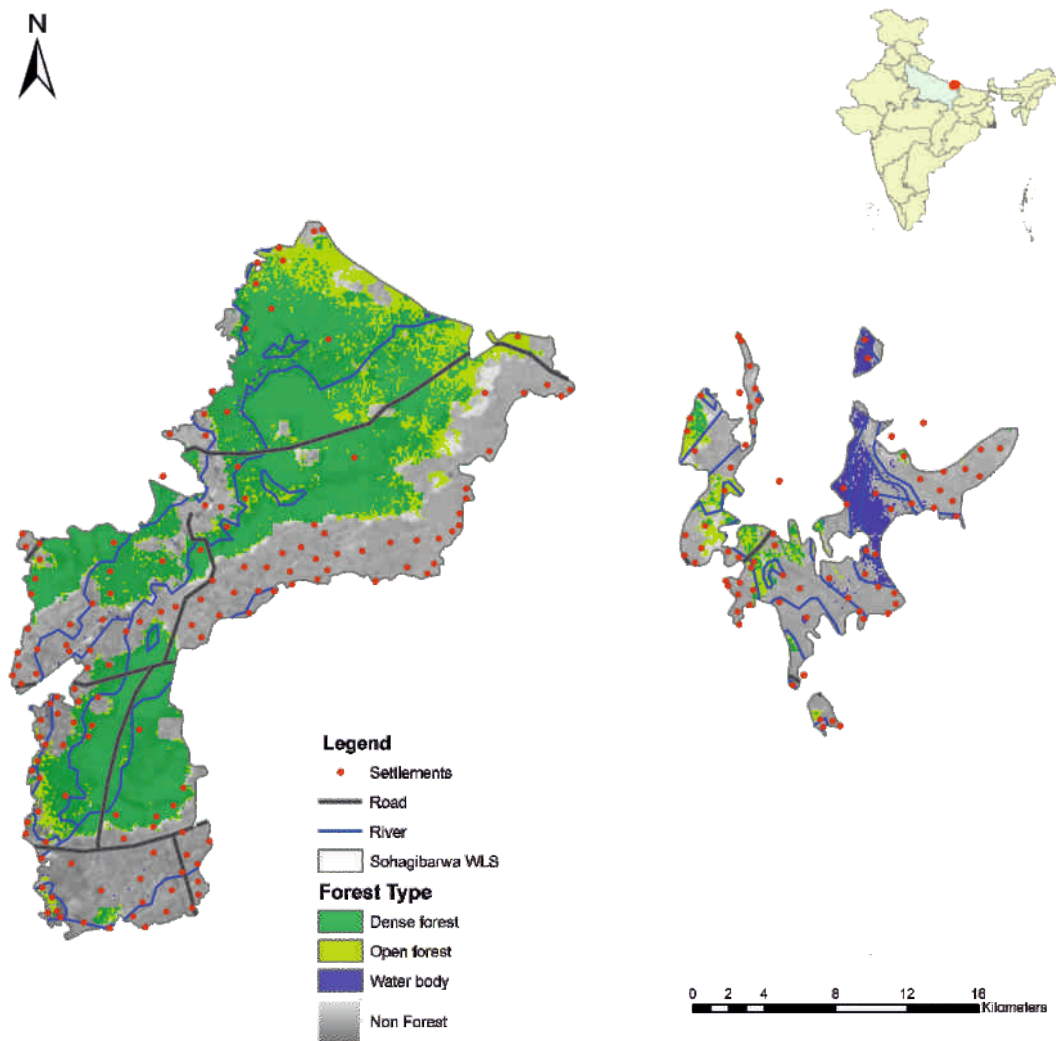 N
Legend
Settlements
Road
River
Sohagibarwa WLS
Forest Type
Dense forest
Open forest
Water body
Non Forest
0 2 4 8 12 16
Kilometers